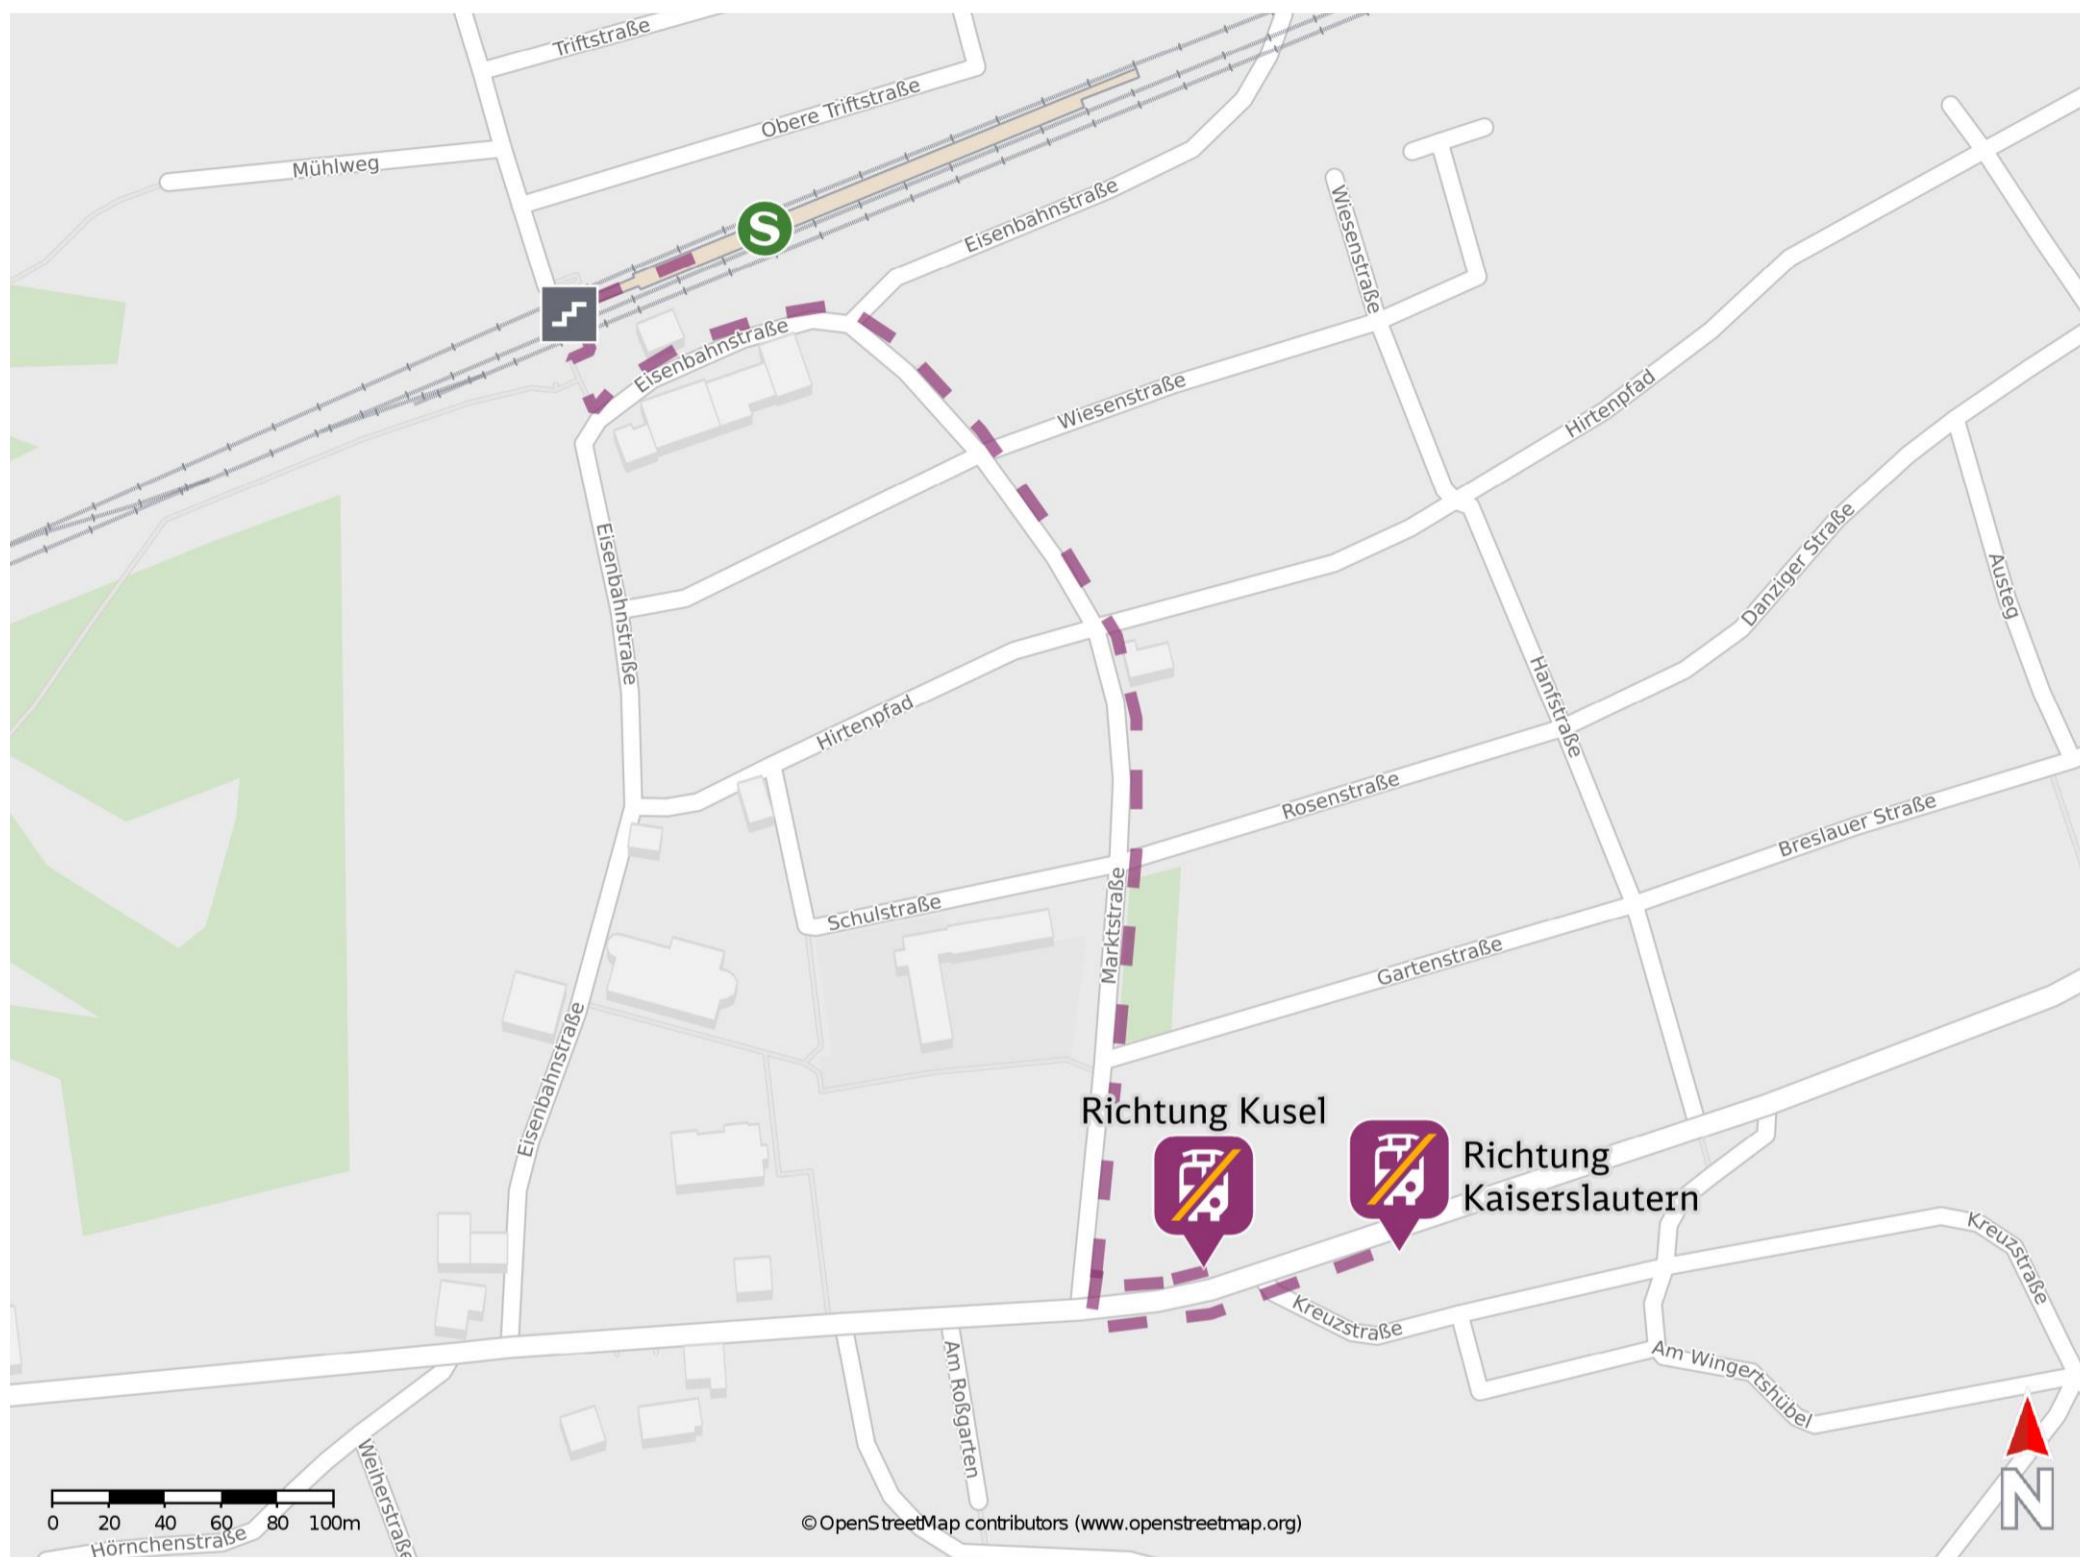 Triftstraße
Obere Triftstraße
Mühlweg
S
Eisenbahnstraße
Wiesenstraße
Eisenbahnstraße
Wiesenstraße
Hirtenpfad
Danziger Straße
Eisenbahnstraße
Austeg
Hanfstraße
Hirtenpfad
Rosenstraße
Breslauer Straße
Marktstraße
Schulstraße
Gartenstraße
Eisenbahnstraße
Richtung Kusel
Richtung
Kaiserslautern
Kreuzstraße
Kreuzstraße
Am Wingertshübel
Am Roßgarten
Weiherstraße
N
0 20 40 60 80 100m
Hörnchenstraße
©OpenStreetMap contributors (www.openstreetmap.org)